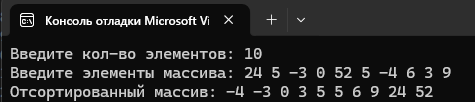 Консоль отладки Microsoft Vi
Введите кол-во элементов: 10
Введите элементы массива: 24 5 -3 0 52 5 -4 6 3 9
Отсортированный массив: -4 -3 0 3 5 5 6 9 24 52